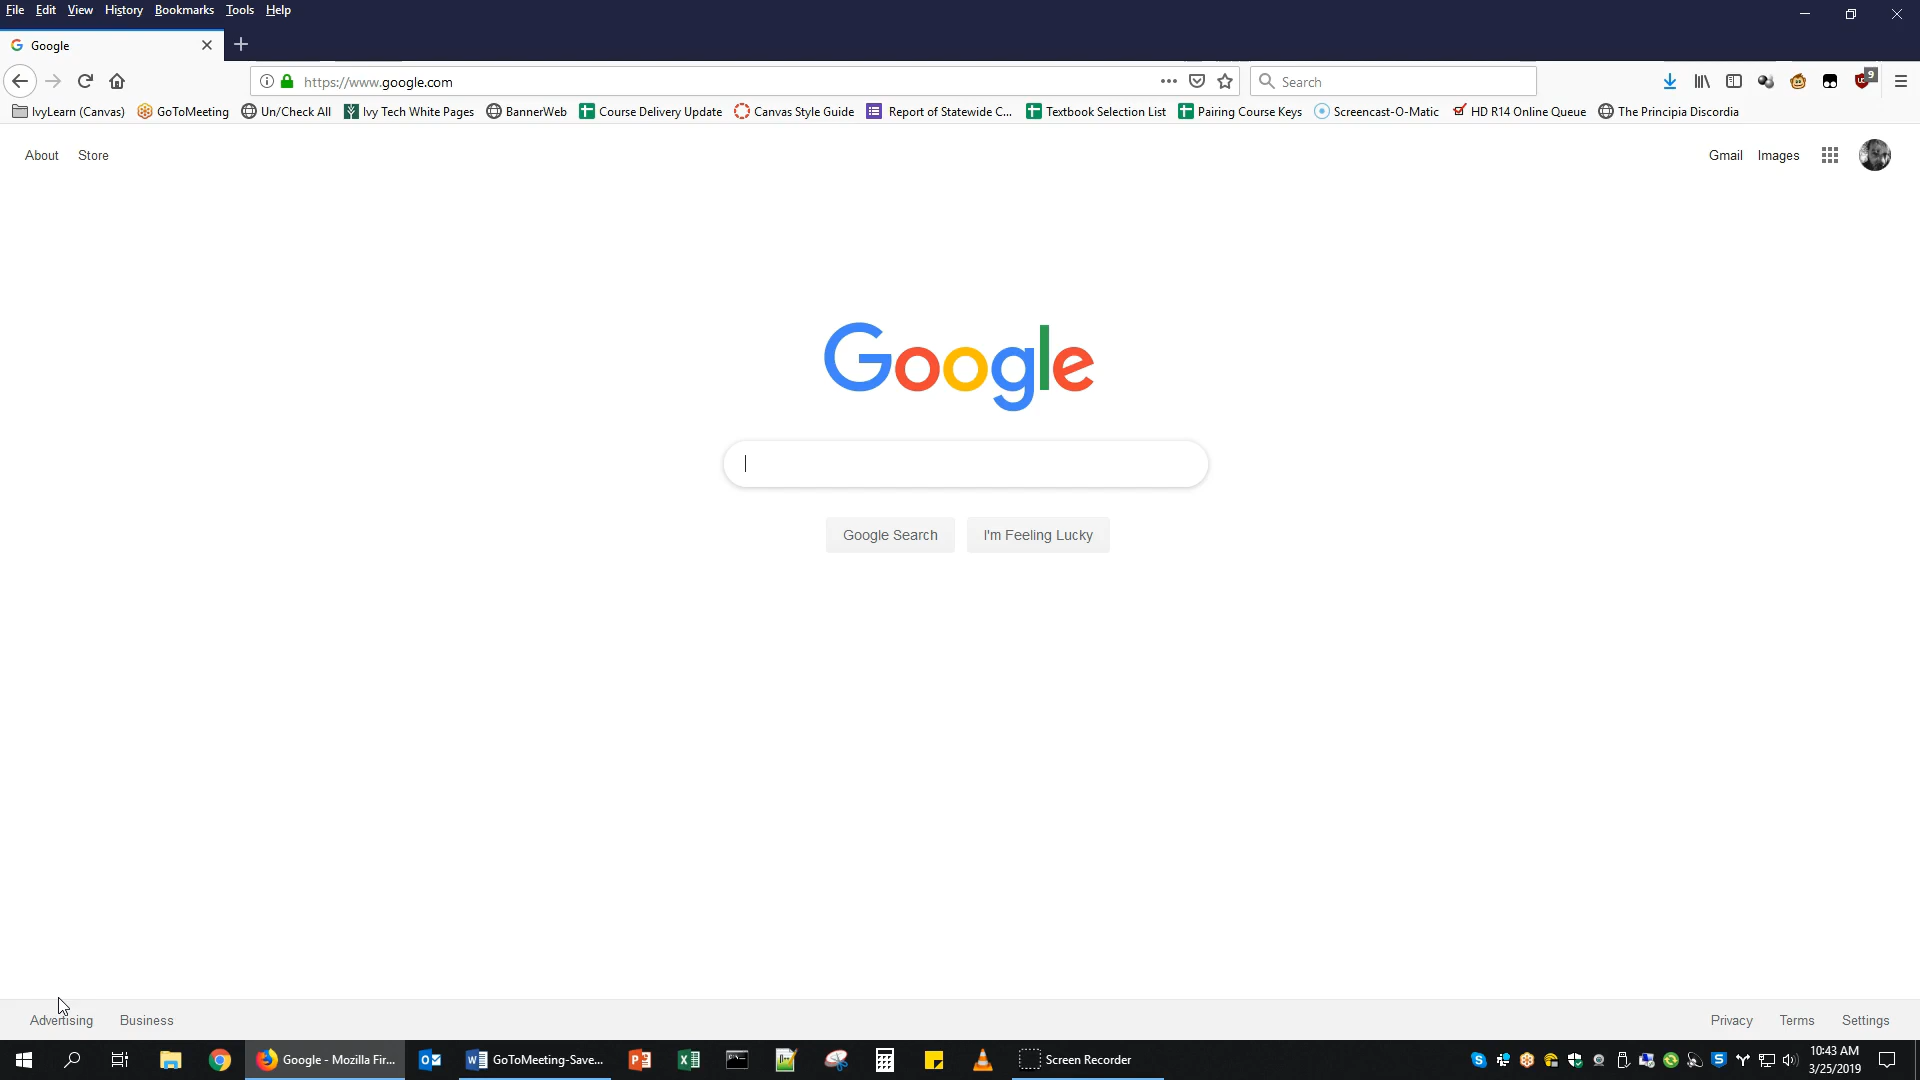 File Edit View History Bookmarks Tools Help
Google
https://www.google.com
Search
9
IvyLearn (Canvas) GoToMeeting Un/Check All Ivy Tech White Pages BannerWeb Course Delivery Update Canvas Style Guide Report of Statewide C... Textbook Selection List Pairing Course Keys Screencast-O-Matic HD R14 Online Queue The Principia Discordia
About Store Gmail Images
Google
Google Search I'm Feeling Lucky
Advertising Business Privacy Terms Settings
Google - Mozilla Fir... GoToMeeting-Save... Screen Recorder
10:43 AM
3/25/2019